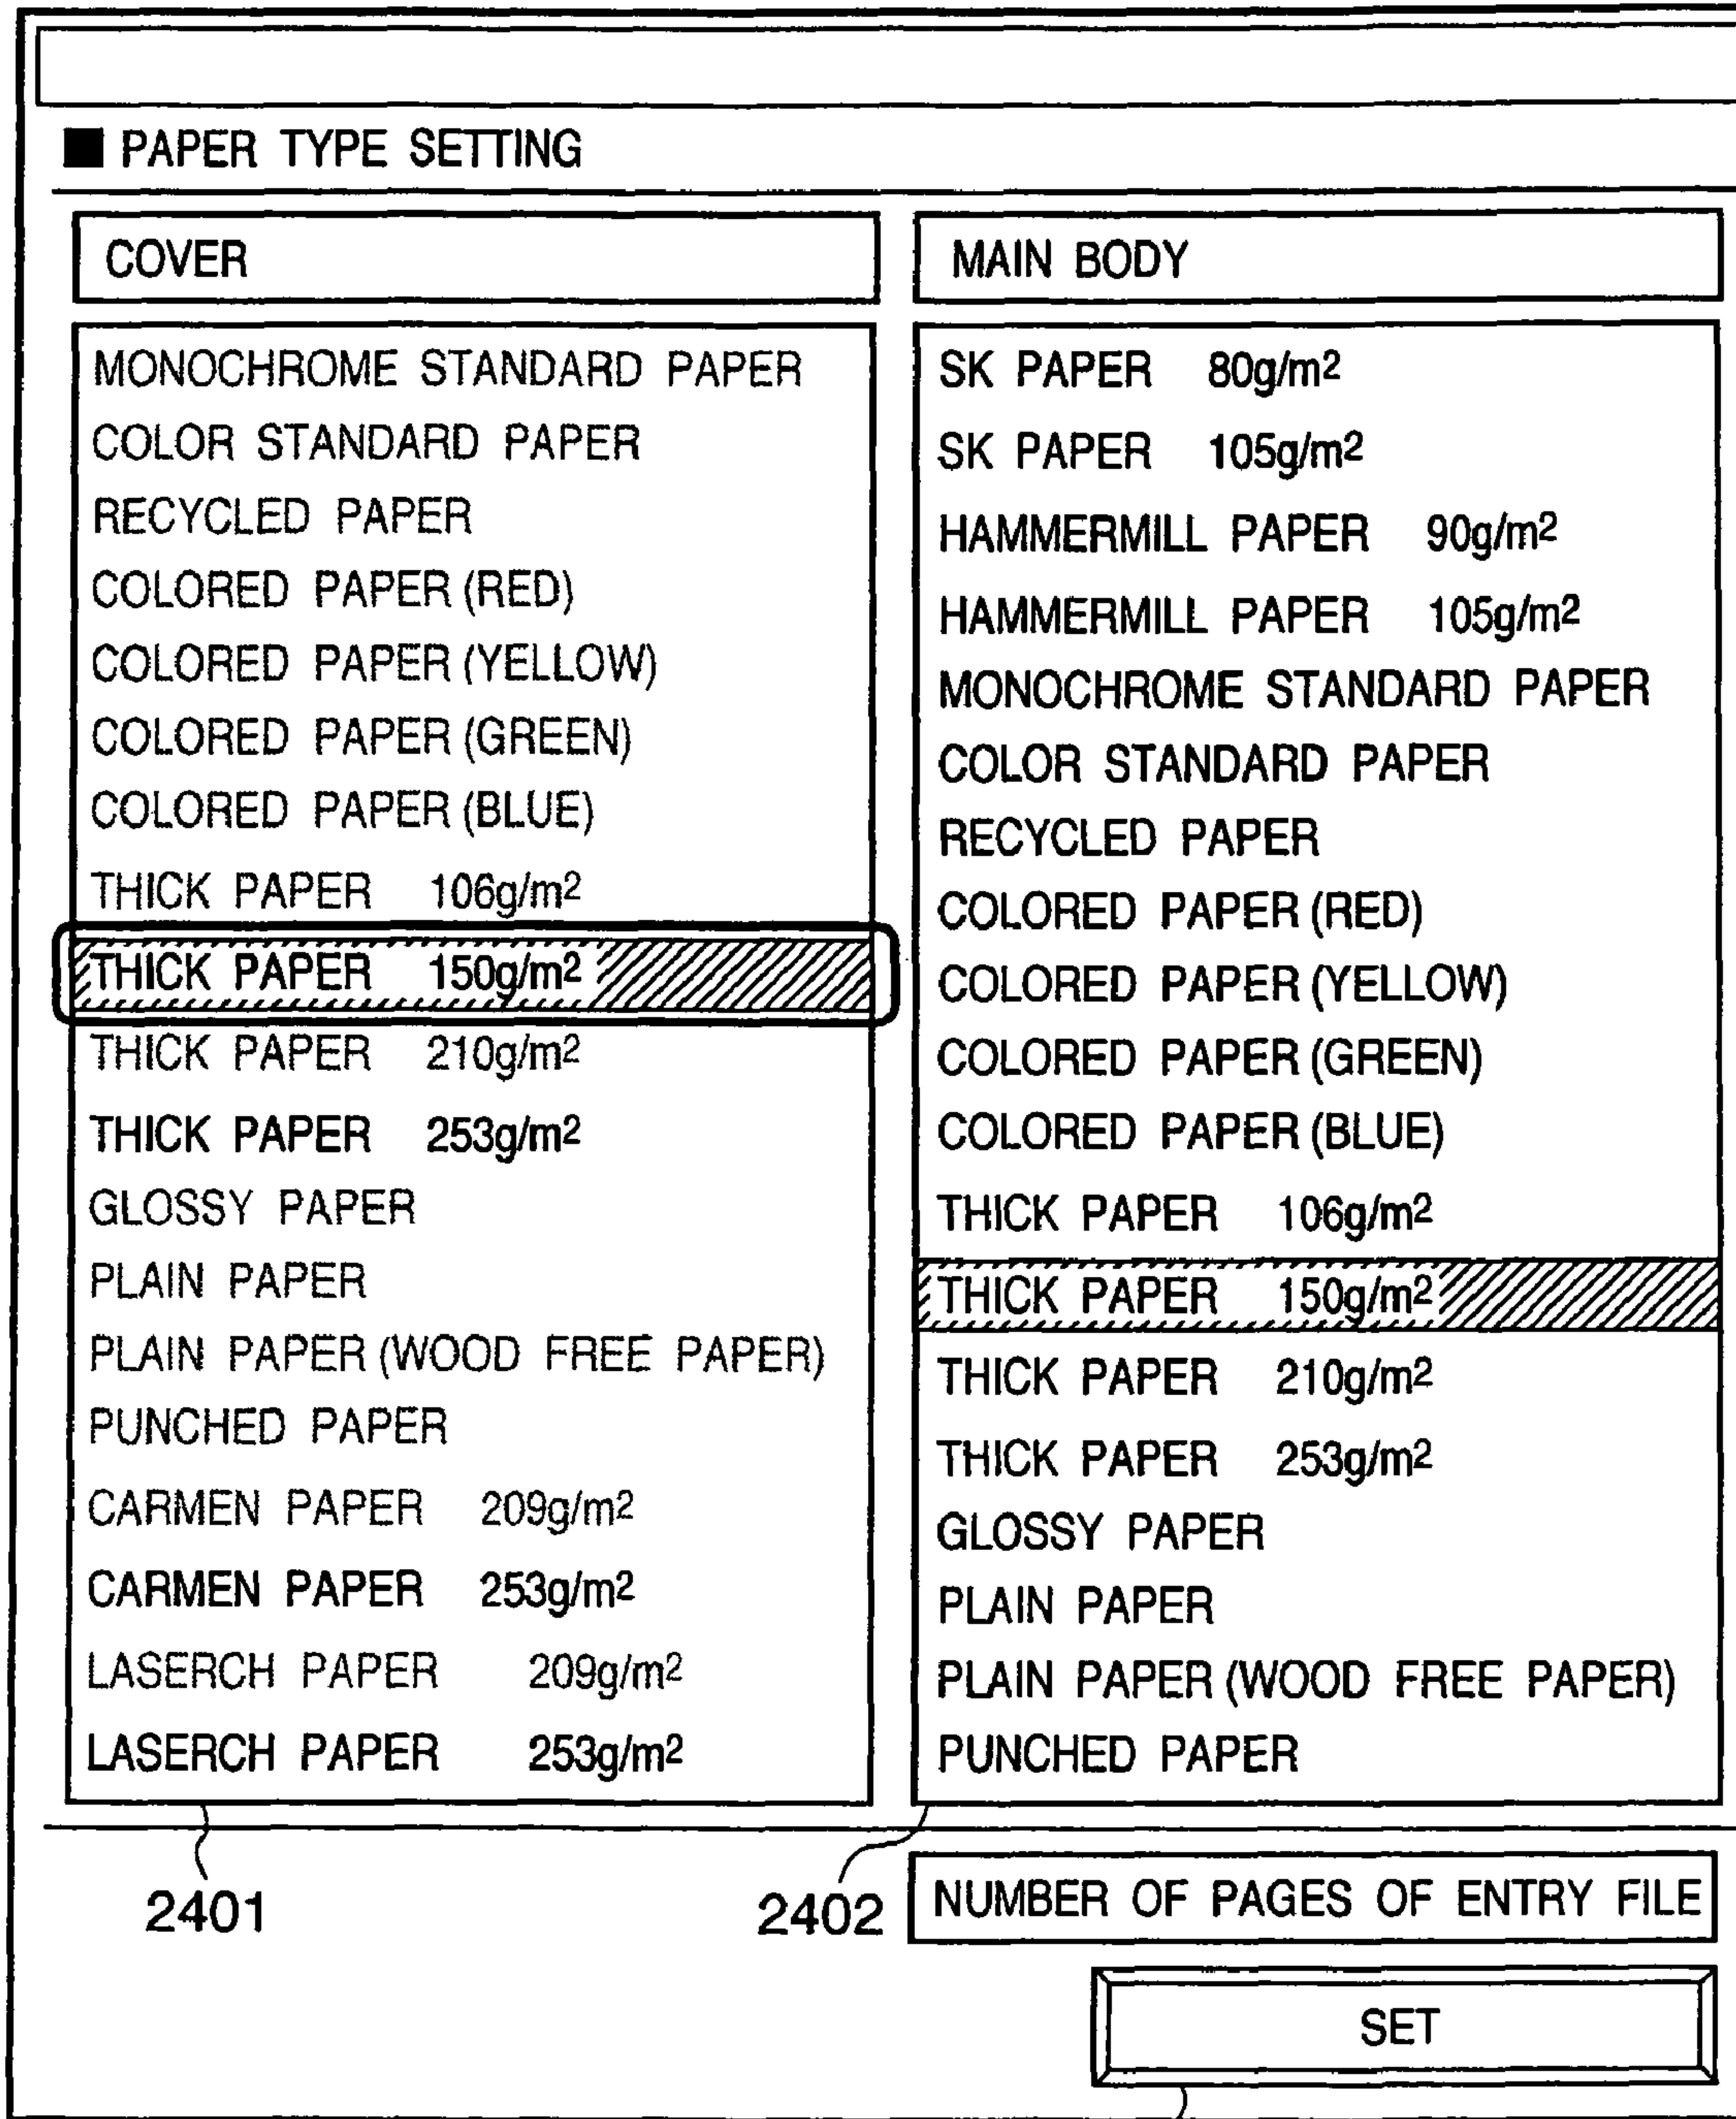 ■ PAPER TYPE SETTING
COVER
MONOCHROME STANDARD PAPER
COLOR STANDARD PAPER
RECYCLED PAPER
COLORED PAPER (RED)
COLORED PAPER (YELLOW)
COLORED PAPER (GREEN)
COLORED PAPER (BLUE)
THICK PAPER 106g/m2
THICK PAPER 150g/m2
THICK PAPER 210g/m2
THICK PAPER 253g/m2
GLOSSY PAPER
PLAIN PAPER
PLAIN PAPER (WOOD FREE PAPER)
PUNCHED PAPER
CARMEN PAPER 209g/m2
CARMEN PAPER 253g/m2
LASERCH PAPER 209g/m2
LASERCH PAPER 253g/m2
2401
MAIN BODY
SK PAPER 80g/m2
SK PAPER 105g/m2
HAMMERMILL PAPER 90g/m2
HAMMERMILL PAPER 105g/m2
MONOCHROME STANDARD PAPER
COLOR STANDARD PAPER
RECYCLED PAPER
COLORED PAPER (RED)
COLORED PAPER (YELLOW)
COLORED PAPER (GREEN)
COLORED PAPER (BLUE)
THICK PAPER 106g/m2
THICK PAPER 150g/m2
THICK PAPER 210g/m2
THICK PAPER 253g/m2
GLOSSY PAPER
PLAIN PAPER
PLAIN PAPER (WOOD FREE PAPER)
PUNCHED PAPER
2402
NUMBER OF PAGES OF ENTRY FILE
SET